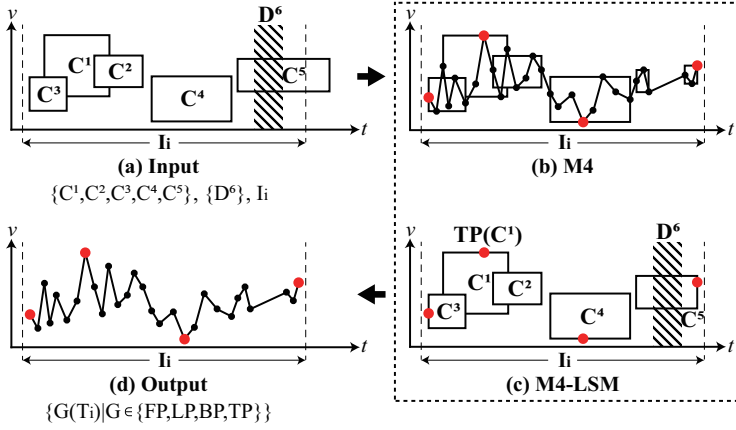 v
D⁶
C¹
C²
C³
C⁴
C⁵
t
Iᵢ
(a) Input
{C¹,C²,C³,C⁴,C⁵}, {D⁶}, Iᵢ
v
t
Iᵢ
(b) M4
v
t
Iᵢ
(d) Output
{G(Tᵢ)|G∈{FP,LP,BP,TP}}
v
TP(C¹)
D⁶
C¹
C²
C³
C⁴
C⁵
t
Iᵢ
(c) M4-LSM